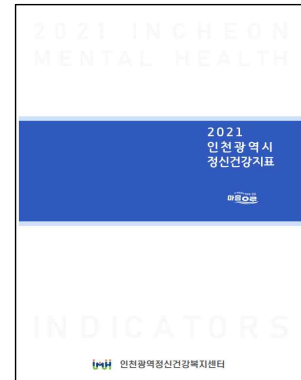 2021 INCHEON
MENTAL HEALTH
2021
인천광역시
정신건강지표
마음으로
INDICATORS
imhi 인천광역정신건강복지센터